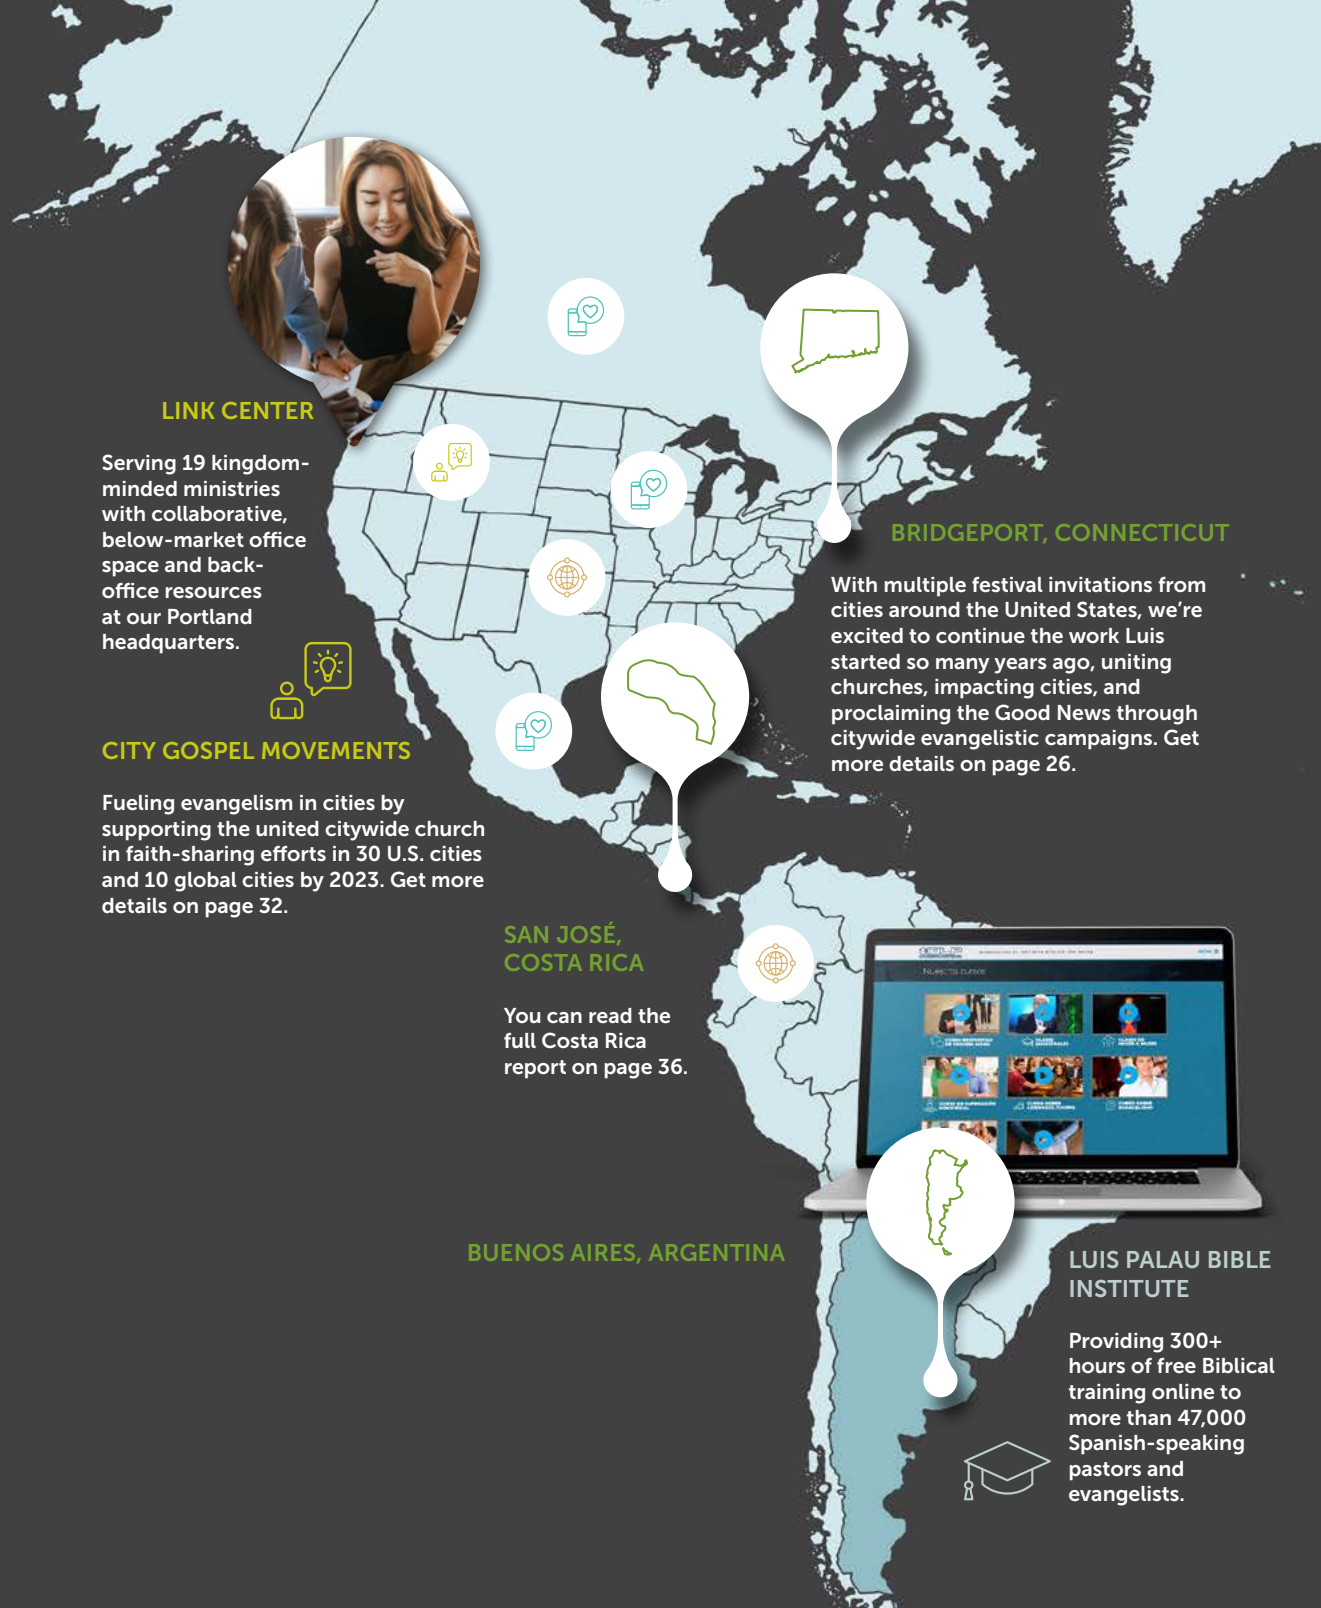 LINK CENTER
Serving 19 kingdom-
minded ministries
with collaborative,
below-market office
space and back-
office resources
at our Portland
headquarters.
CITY GOSPEL MOVEMENTS
Fueling evangelism in cities by
supporting the united citywide church
in faith-sharing efforts in 30 U.S. cities
and 10 global cities by 2023. Get more
details on page 32.
BRIDGEPORT, CONNECTICUT
With multiple festival invitations from
cities around the United States, we’re
excited to continue the work Luis
started so many years ago, uniting
churches, impacting cities, and
proclaiming the Good News through
citywide evangelistic campaigns. Get
more details on page 26.
SAN JOSÉ,
COSTA RICA
You can read the
full Costa Rica
report on page 36.
BUENOS AIRES, ARGENTINA
LUIS PALAU BIBLE
INSTITUTE
Providing 300+
hours of free Biblical
training online to
more than 47,000
Spanish-speaking
pastors and
evangelists.